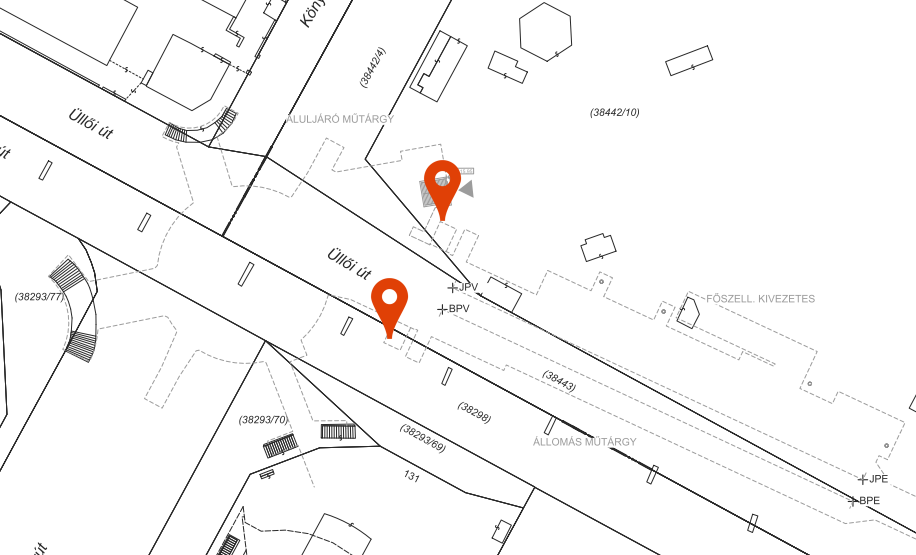 Köny
(38442/4)
(38442/10)
ALULJÁRÓ MŰTÁRGY
Üllői út
út
Üllői út
(38293/77)
JPV
BPV
FŐSZELL. KIVEZETES
(38443)
(38298)
(38293/70)
(38293/69)
ÁLLOMÁS MŰTÁRGY
131
JPE
BPE
út